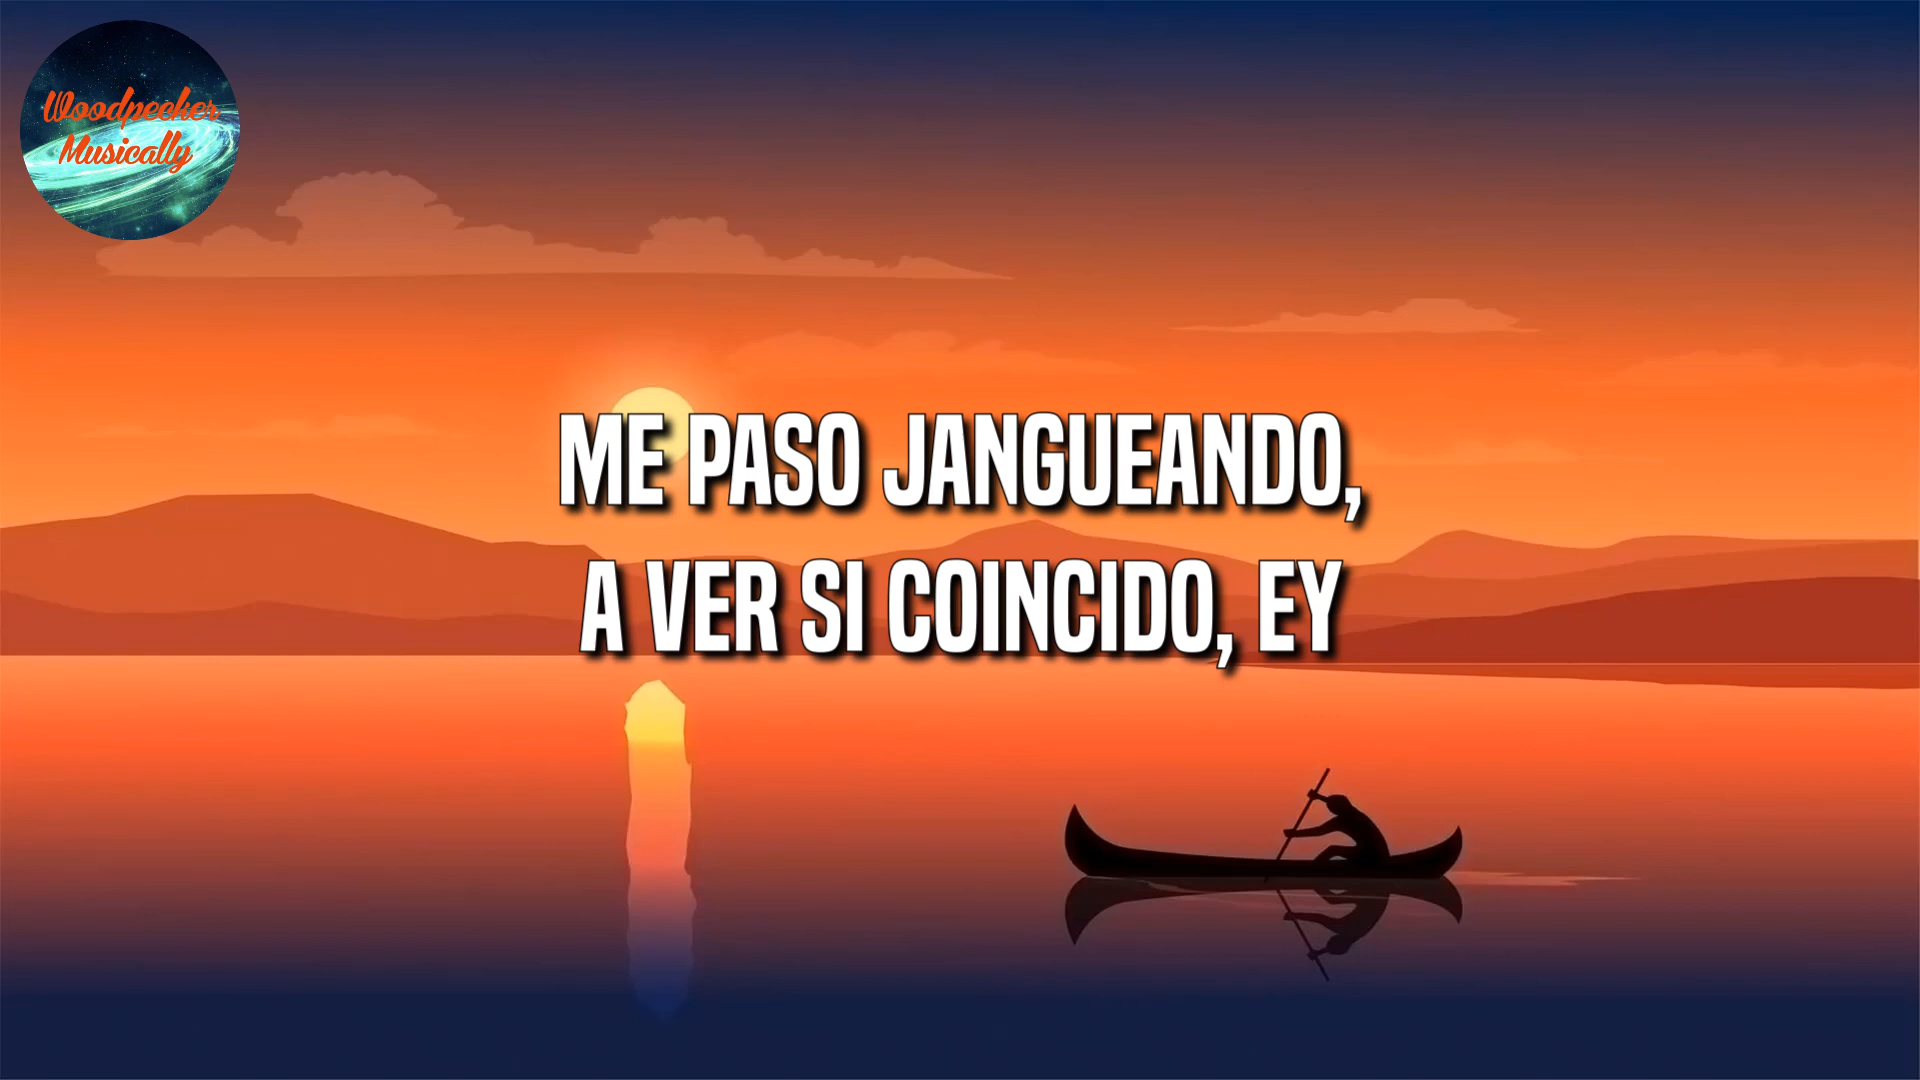 Woodpecker
Musically
ME PASO JANGUEANDO,
A VER SI COINCIDO, EY